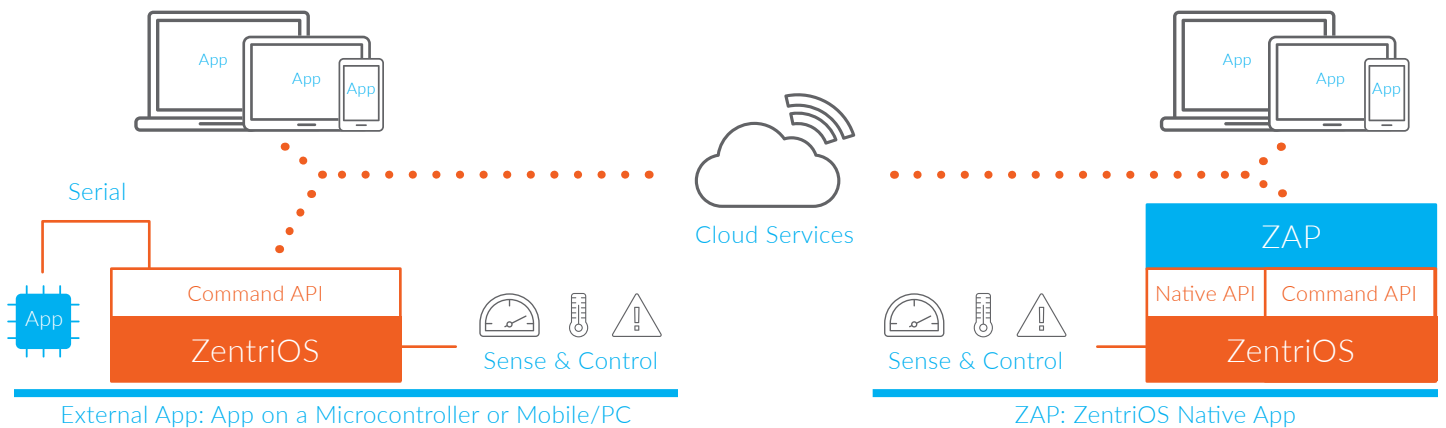 App
App
App
Serial
App
Command API
ZentriOS
Sense & Control
External App: App on a Microcontroller or Mobile/PC
Cloud Services
App
App
App
ZAP
Native API
Command API
ZentriOS
Sense & Control
ZAP: ZentriOS Native App